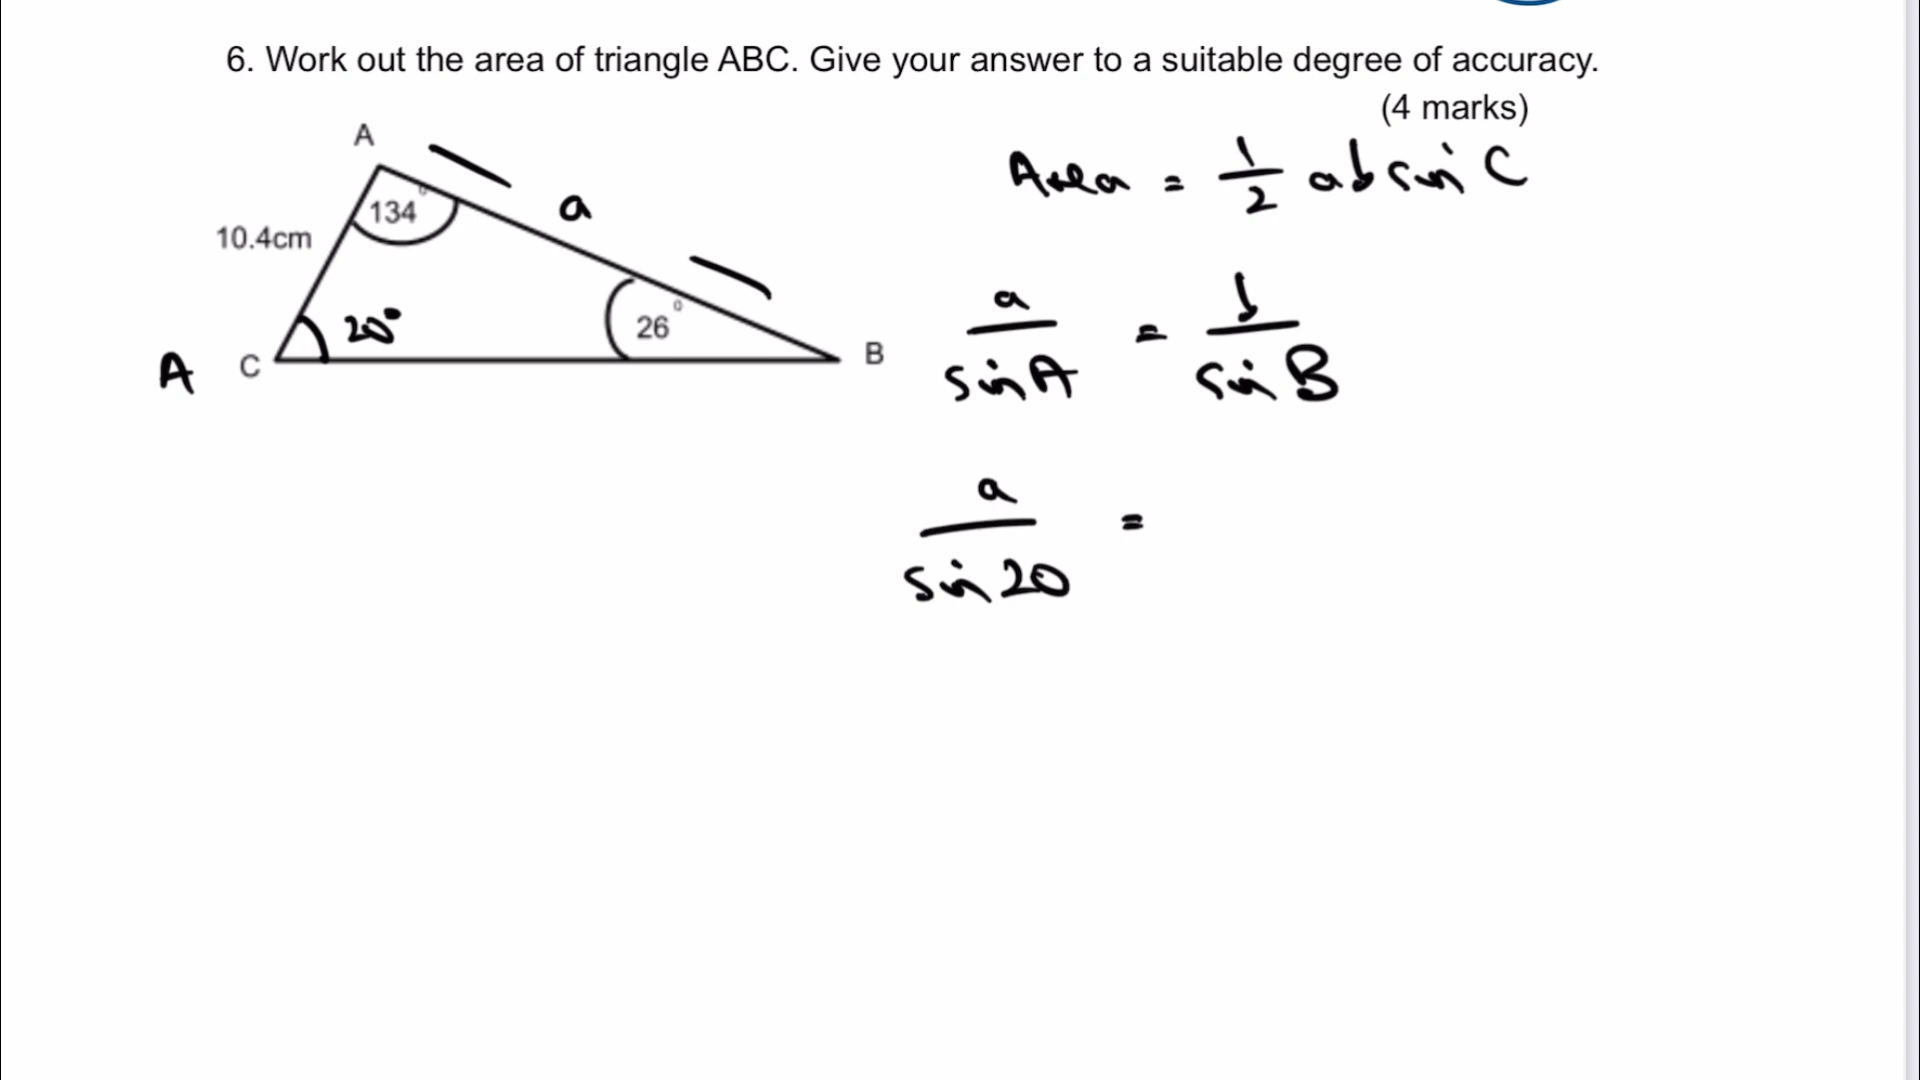 6. Work out the area of triangle ABC. Give your answer to a suitable degree of accuracy.
(4 marks)
A
134°
10.4cm
a
20°
26°
A C
B
Area = 1/2 ab sin C
a/sin A = b/sin B
a/sin 20 =